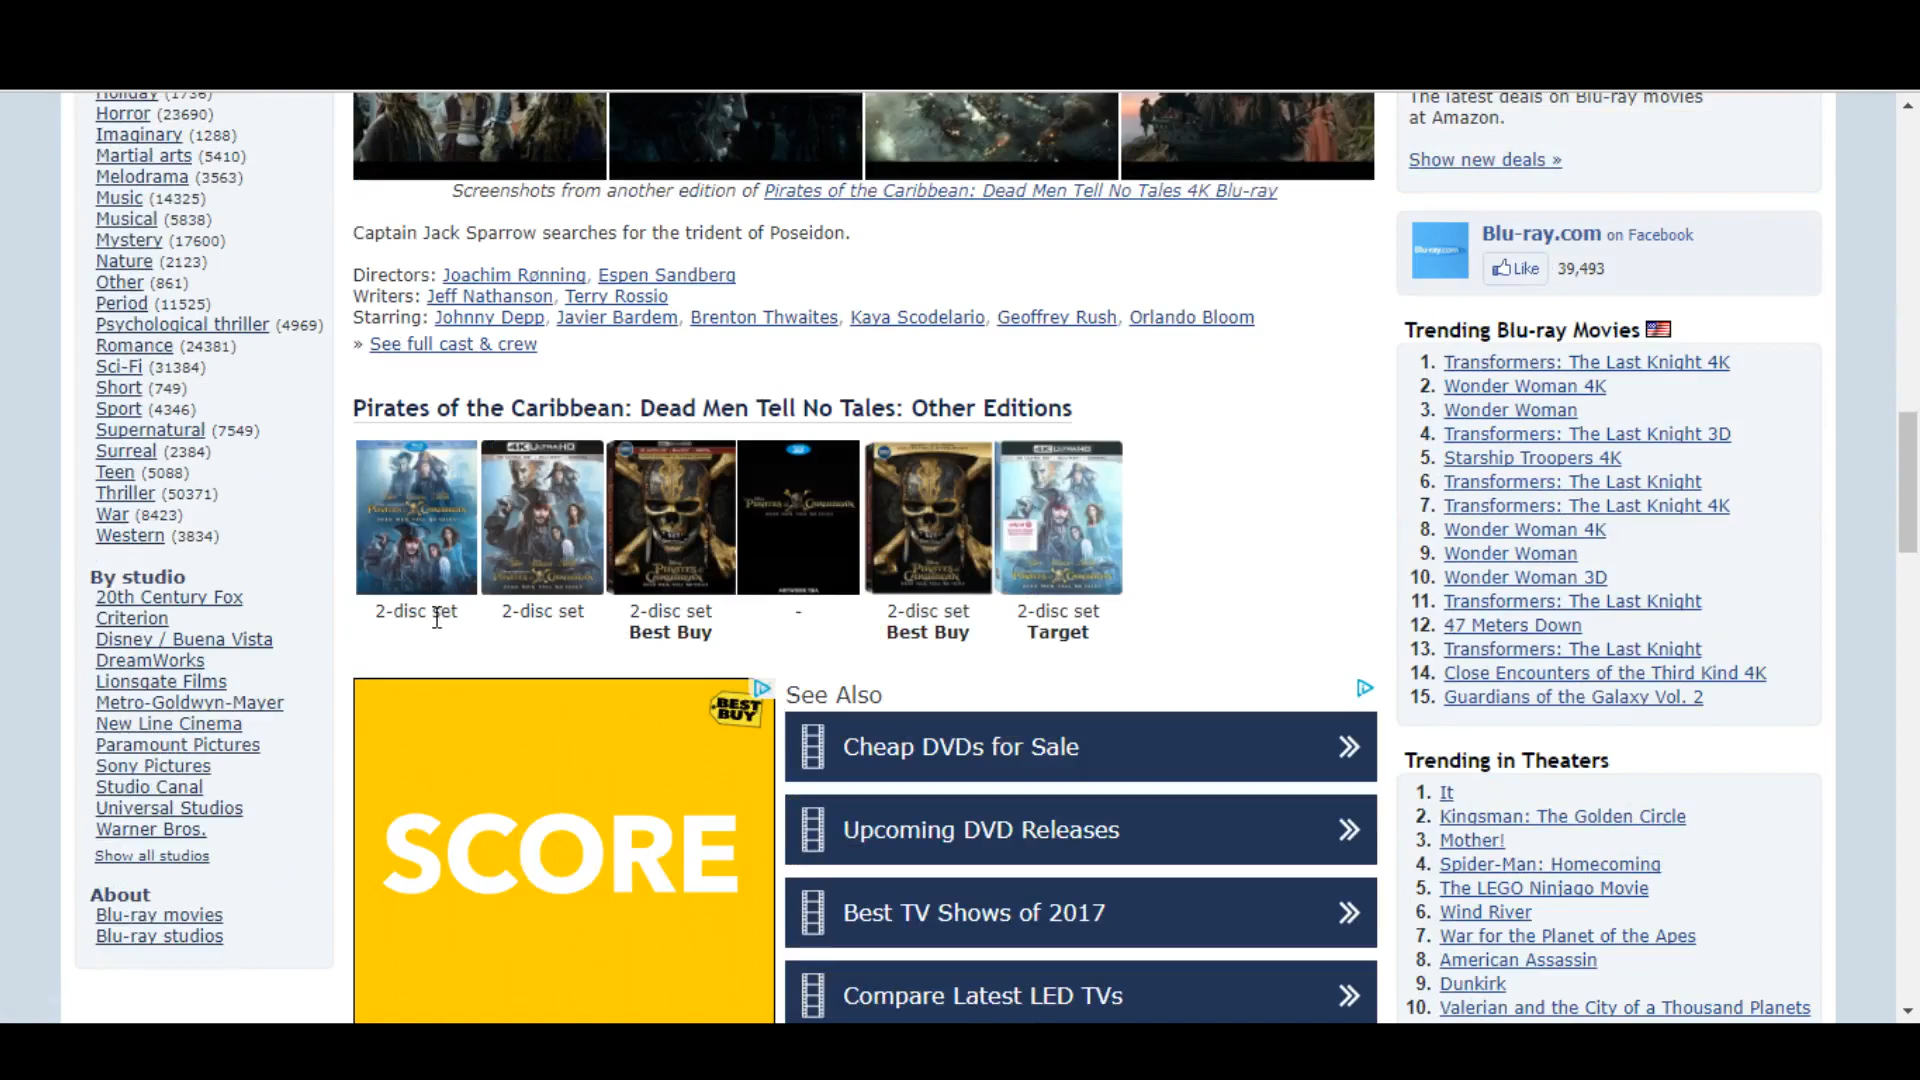 Holiday (1736)
Horror (23690)
Imaginary (1288)
Martial arts (5410)
Melodrama (3563)
Music (14325)
Musical (5838)
Mystery (17600)
Nature (2123)
Other (861)
Period (11525)
Psychological thriller (4969)
Romance (24381)
Sci-Fi (31384)
Short (749)
Sport (4346)
Supernatural (7549)
Surreal (2384)
Teen (5088)
Thriller (50371)
War (8423)
Western (3834)
By studio
20th Century Fox
Criterion
Disney / Buena Vista
DreamWorks
Lionsgate Films
Metro-Goldwyn-Mayer
New Line Cinema
Paramount Pictures
Sony Pictures
Studio Canal
Universal Studios
Warner Bros.
Show all studios
About
Blu-ray movies
Blu-ray studios
Screenshots from another edition of Pirates of the Caribbean: Dead Men Tell No Tales 4K Blu-ray
Captain Jack Sparrow searches for the trident of Poseidon.
Directors: Joachim Rønning, Espen Sandberg
Writers: Jeff Nathanson, Terry Rossio
Starring: Johnny Depp, Javier Bardem, Brenton Thwaites, Kaya Scodelario, Geoffrey Rush, Orlando Bloom
» See full cast & crew
Pirates of the Caribbean: Dead Men Tell No Tales: Other Editions
2-disc set
2-disc set
2-disc set
Best Buy
-
2-disc set
Best Buy
2-disc set
Target
BEST BUY
SCORE
See Also
Cheap DVDs for Sale
Upcoming DVD Releases
Best TV Shows of 2017
Compare Latest LED TVs
The latest deals on Blu-ray movies
at Amazon.
Show new deals »
Blu-ray.com on Facebook
Like 39,493
Trending Blu-ray Movies
1. Transformers: The Last Knight 4K
2. Wonder Woman 4K
3. Wonder Woman
4. Transformers: The Last Knight 3D
5. Starship Troopers 4K
6. Transformers: The Last Knight
7. Transformers: The Last Knight 4K
8. Wonder Woman 4K
9. Wonder Woman
10. Wonder Woman 3D
11. Transformers: The Last Knight
12. 47 Meters Down
13. Transformers: The Last Knight
14. Close Encounters of the Third Kind 4K
15. Guardians of the Galaxy Vol. 2
Trending in Theaters
1. It
2. Kingsman: The Golden Circle
3. Mother!
4. Spider-Man: Homecoming
5. The LEGO Ninjago Movie
6. Wind River
7. War for the Planet of the Apes
8. American Assassin
9. Dunkirk
10. Valerian and the City of a Thousand Planets